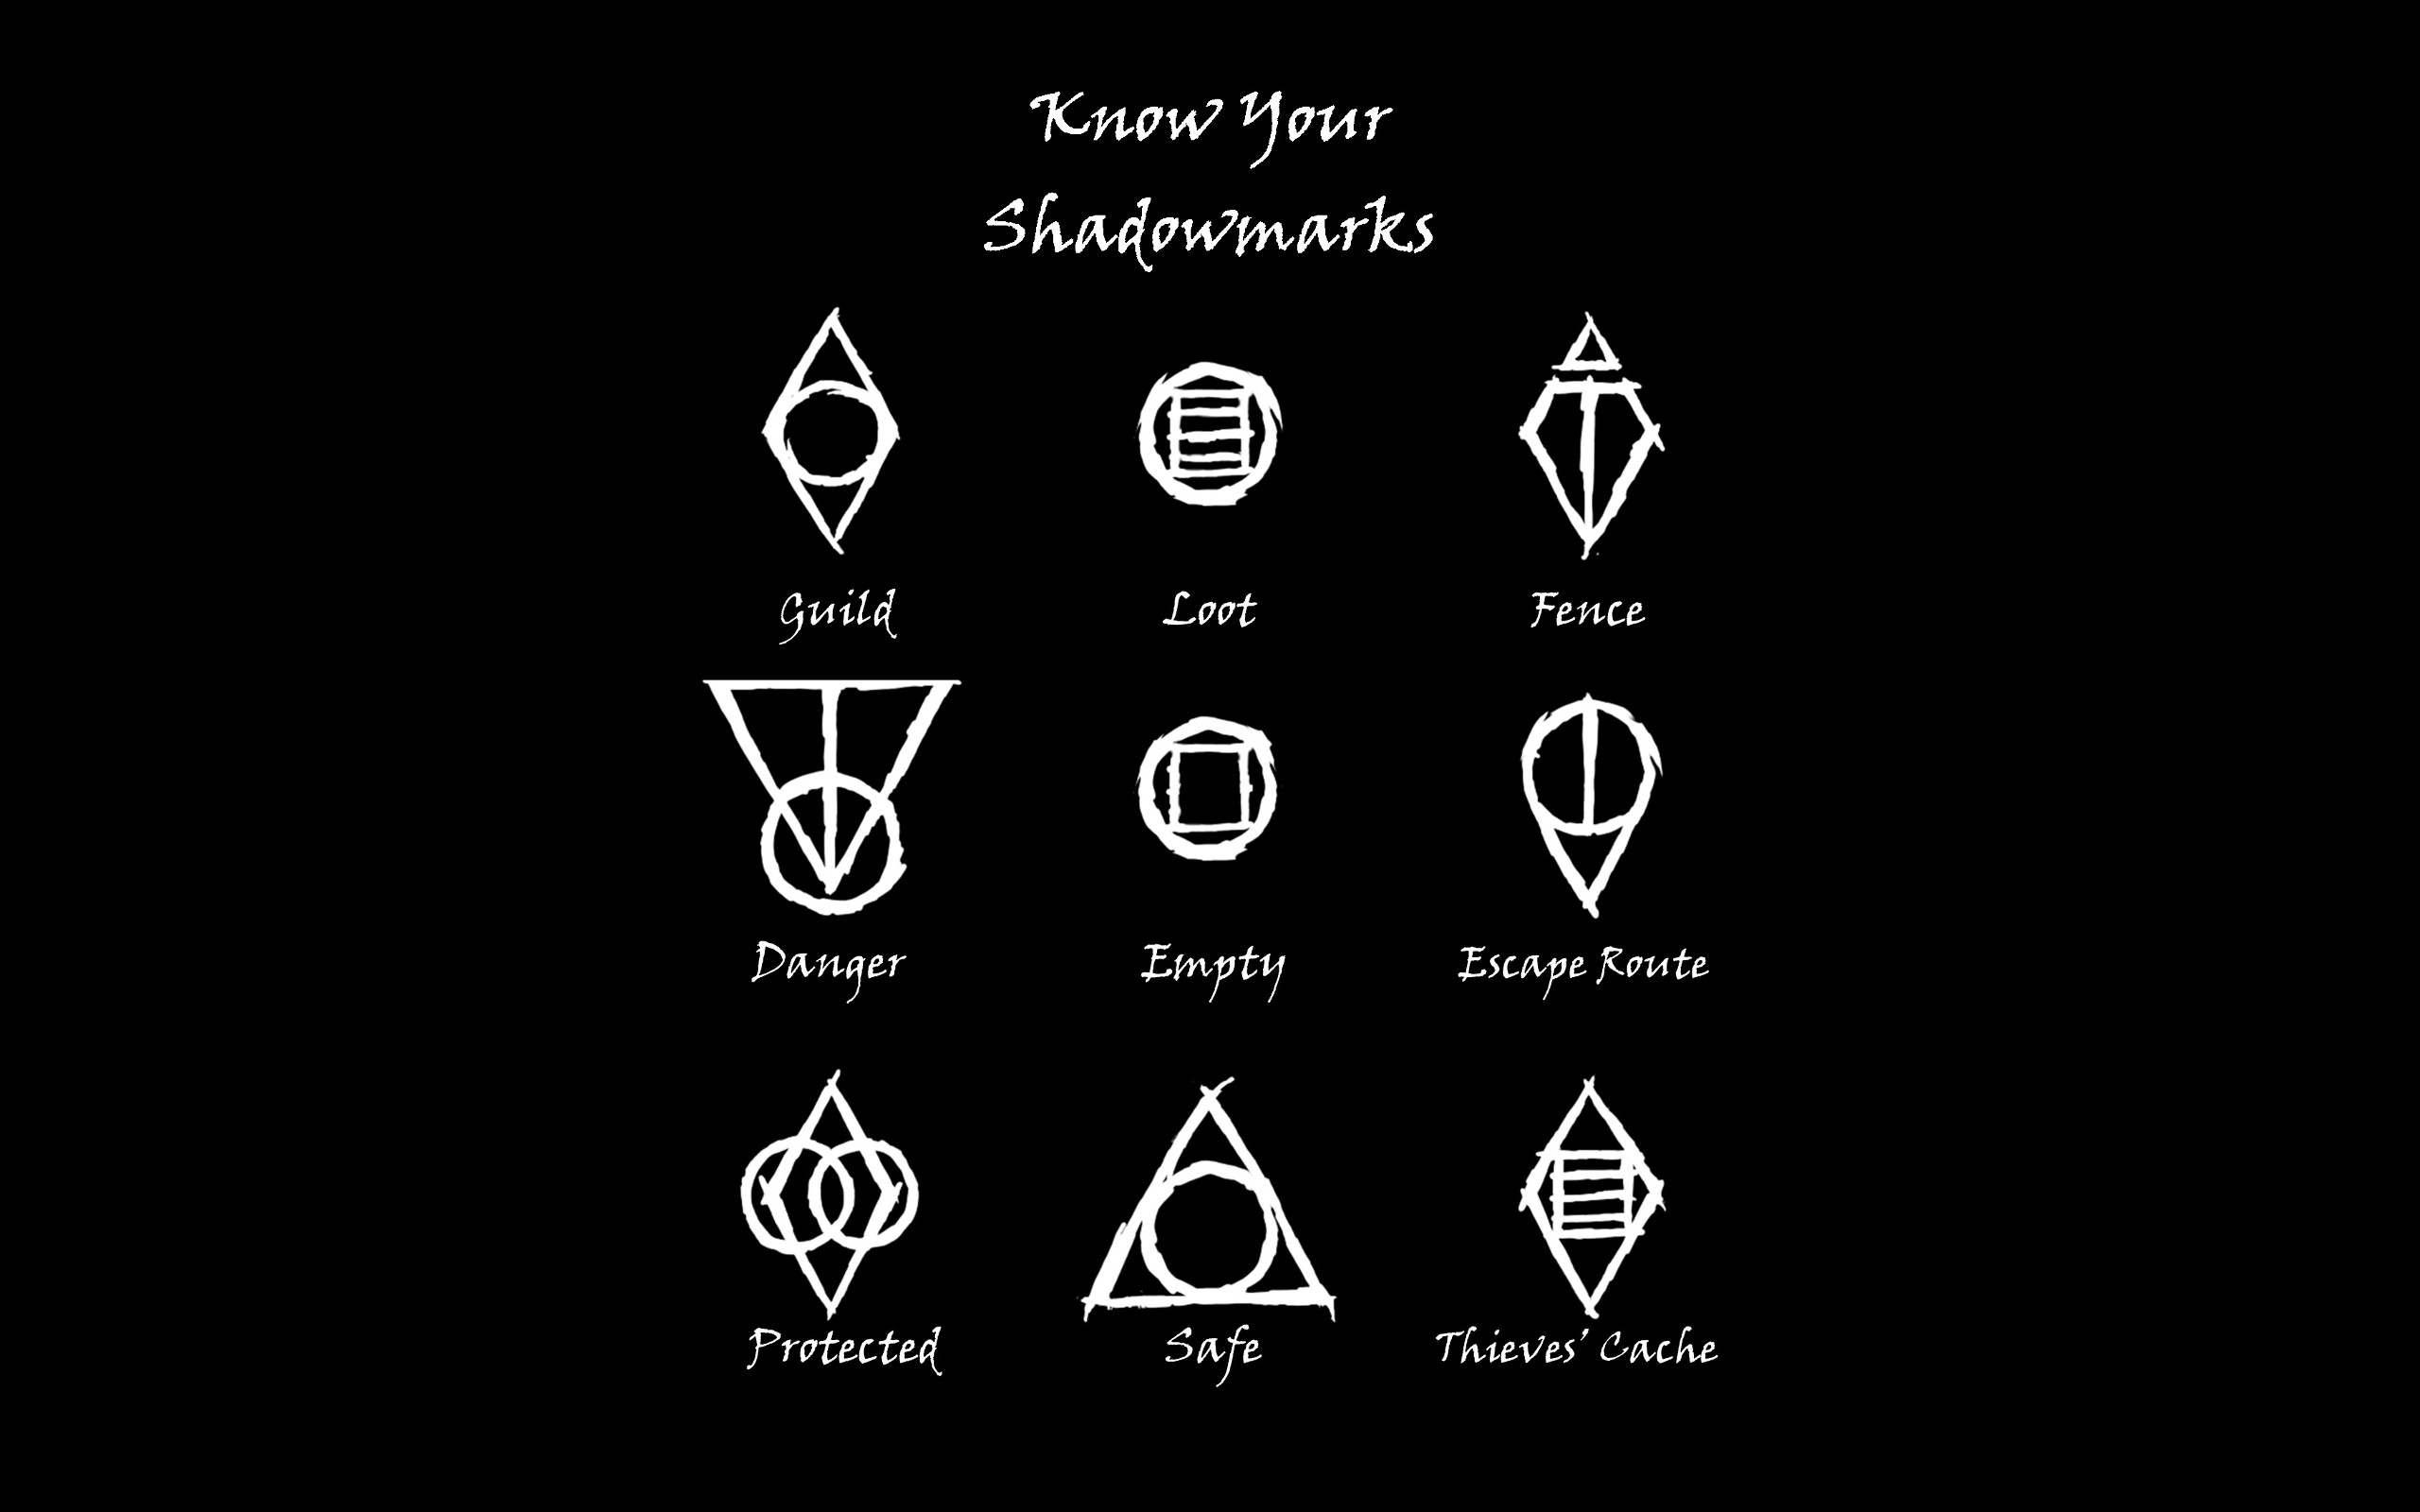 Know Your
Shadowmarks
Guild
Loot
Fence
Danger
Empty
Escape Route
Protected
Safe
Thieves' Cache